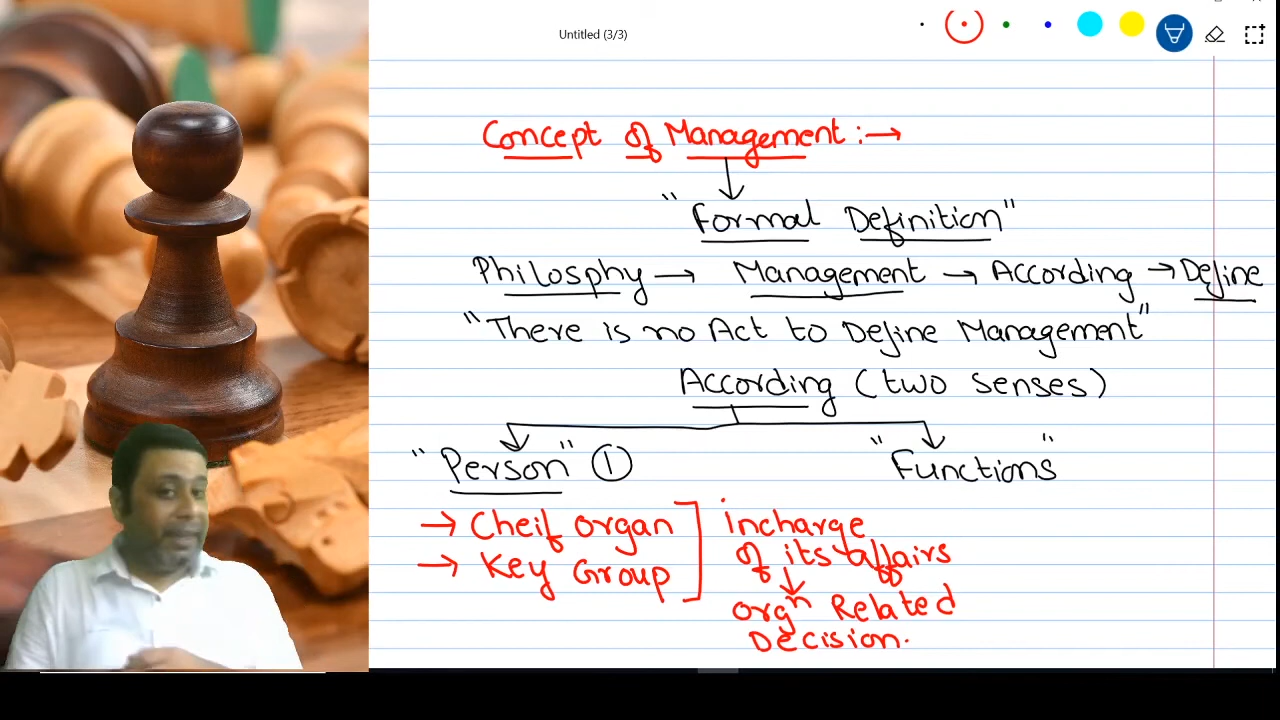 Untitled (3/3)
Concept of Management :→
"Formal Definition"
Philosphy → Management → According → Define
"There is no Act to Define Management"
According (two senses)
"Person" ① "Functions"
→ Cheif organ ] incharge
→ Key Group of its affairs
↓
orgⁿ Related
Decision.